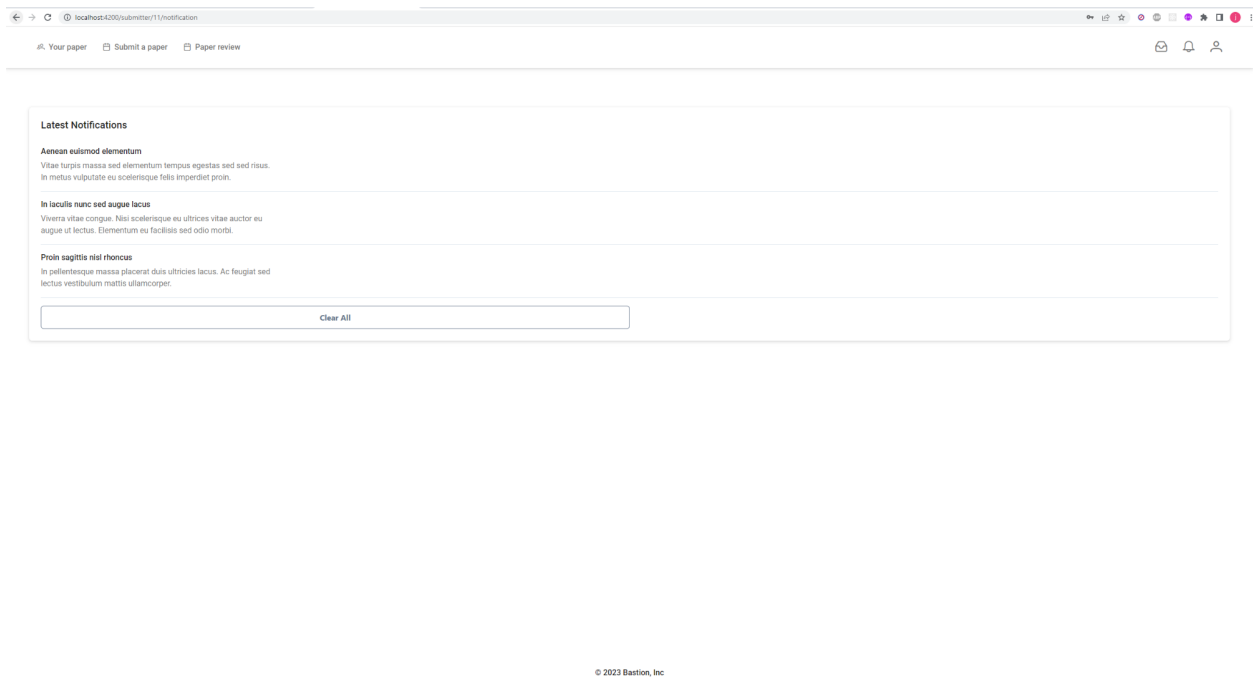 localhost:4200/submitter/11/notification
Your paper Submit a paper Paper review
Latest Notifications
Aenean euismod elementum
Vitae turpis massa sed elementum tempus egestas sed sed risus.
In metus vulputate eu scelerisque felis imperdiet proin.
In iaculis nunc sed augue lacus
Viverra vitae congue. Nisi scelerisque eu ultrices vitae auctor eu
augue ut lectus. Elementum eu facilisis sed odio morbi.
Proin sagittis nisl rhoncus
In pellentesque massa placerat duis ultricies lacus. Ac feugiat sed
lectus vestibulum mattis ullamcorper.
Clear All
© 2023 Bastion, Inc